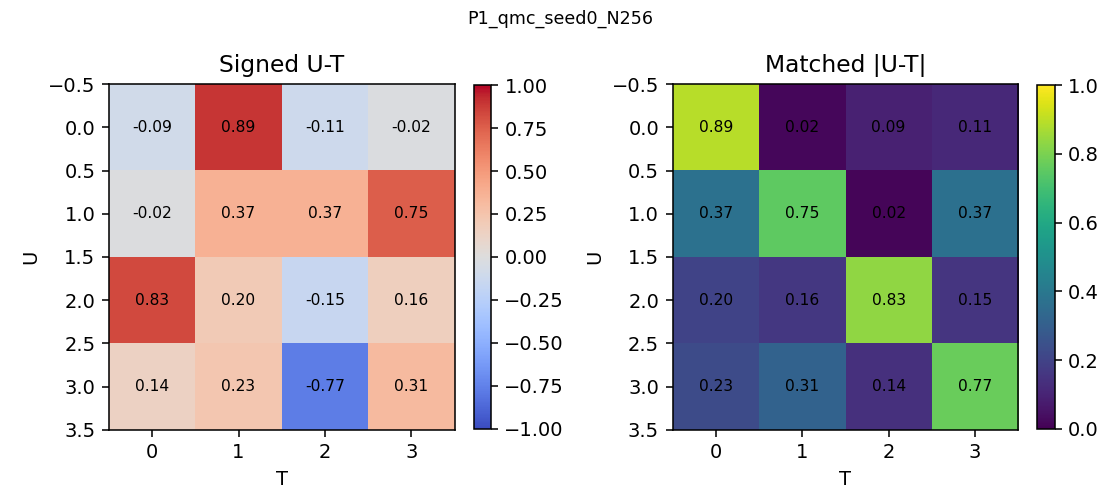 P1_qmc_seed0_N256
Signed U-T
−0.5
0.0
0.5
1.0
1.5
2.0
2.5
3.0
3.5
U
-0.09 0.89 -0.11 -0.02
-0.02 0.37 0.37 0.75
0.83 0.20 -0.15 0.16
0.14 0.23 -0.77 0.31
0 1 2 3
T
1.00
0.75
0.50
0.25
0.00
−0.25
−0.50
−0.75
−1.00
Matched |U-T|
−0.5
0.0
0.5
1.0
1.5
2.0
2.5
3.0
3.5
U
0.89 0.02 0.09 0.11
0.37 0.75 0.02 0.37
0.20 0.16 0.83 0.15
0.23 0.31 0.14 0.77
0 1 2 3
T
1.0
0.8
0.6
0.4
0.2
0.0